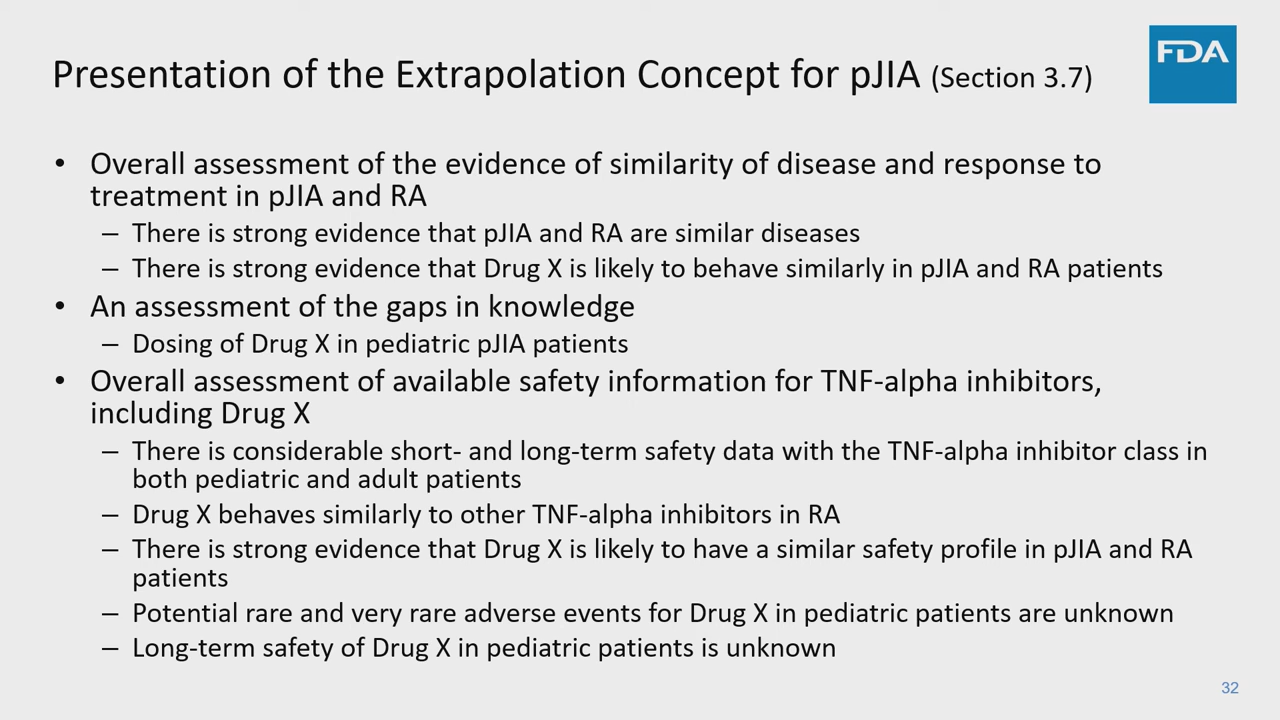 FDA
Presentation of the Extrapolation Concept for pJIA (Section 3.7)
• Overall assessment of the evidence of similarity of disease and response to
treatment in pJIA and RA
– There is strong evidence that pJIA and RA are similar diseases
– There is strong evidence that Drug X is likely to behave similarly in pJIA and RA patients
• An assessment of the gaps in knowledge
– Dosing of Drug X in pediatric pJIA patients
• Overall assessment of available safety information for TNF-alpha inhibitors,
including Drug X
– There is considerable short- and long-term safety data with the TNF-alpha inhibitor class in
both pediatric and adult patients
– Drug X behaves similarly to other TNF-alpha inhibitors in RA
– There is strong evidence that Drug X is likely to have a similar safety profile in pJIA and RA
patients
– Potential rare and very rare adverse events for Drug X in pediatric patients are unknown
– Long-term safety of Drug X in pediatric patients is unknown
32